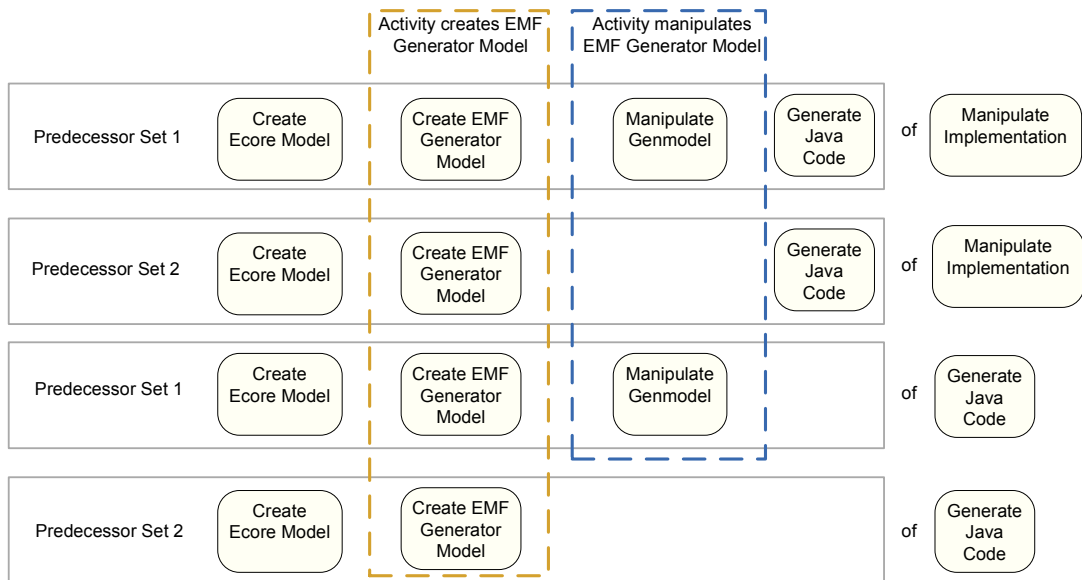 Activity creates EMF
Generator Model
Activity manipulates
EMF Generator Model
Predecessor Set 1
Create
Ecore Model
Create EMF
Generator
Model
Manipulate
Genmodel
Generate
Java
Code
of
Manipulate
Implementation
Predecessor Set 2
Create
Ecore Model
Create EMF
Generator
Model
Generate
Java
Code
of
Manipulate
Implementation
Predecessor Set 1
Create
Ecore Model
Create EMF
Generator
Model
Manipulate
Genmodel
of
Generate
Java
Code
Predecessor Set 2
Create
Ecore Model
Create EMF
Generator
Model
of
Generate
Java
Code